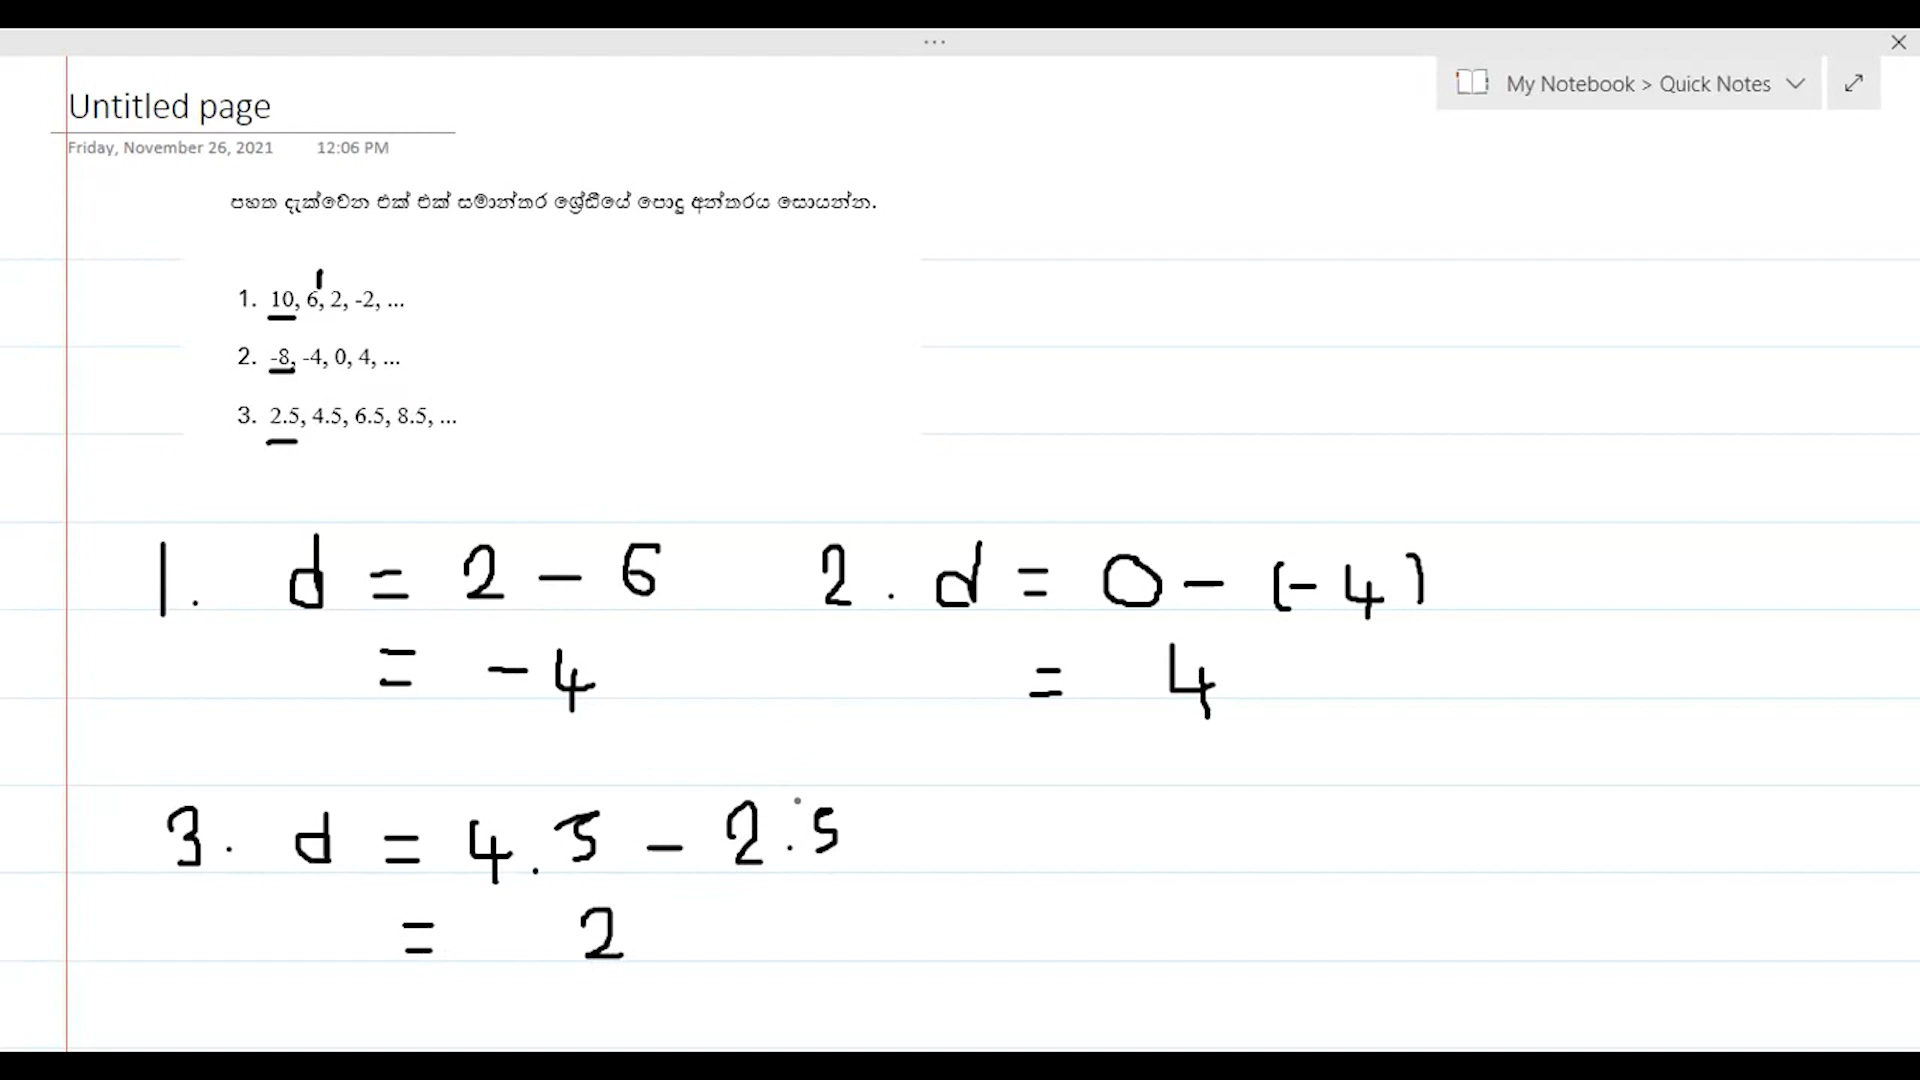 My Notebook > Quick Notes
Untitled page
Friday, November 26, 2021 12:06 PM
පහත දැක්වෙන එක් එක් සමාන්තර ශ්‍රේඪියේ පොදු අන්තරය සොයන්න.
1. 10, 6, 2, -2, ...
2. -8, -4, 0, 4, ...
3. 2.5, 4.5, 6.5, 8.5, ...
1. d = 2 - 6
= - 4
2. d = 0 - (-4)
= 4
3. d = 4.5 - 2.5
= 2